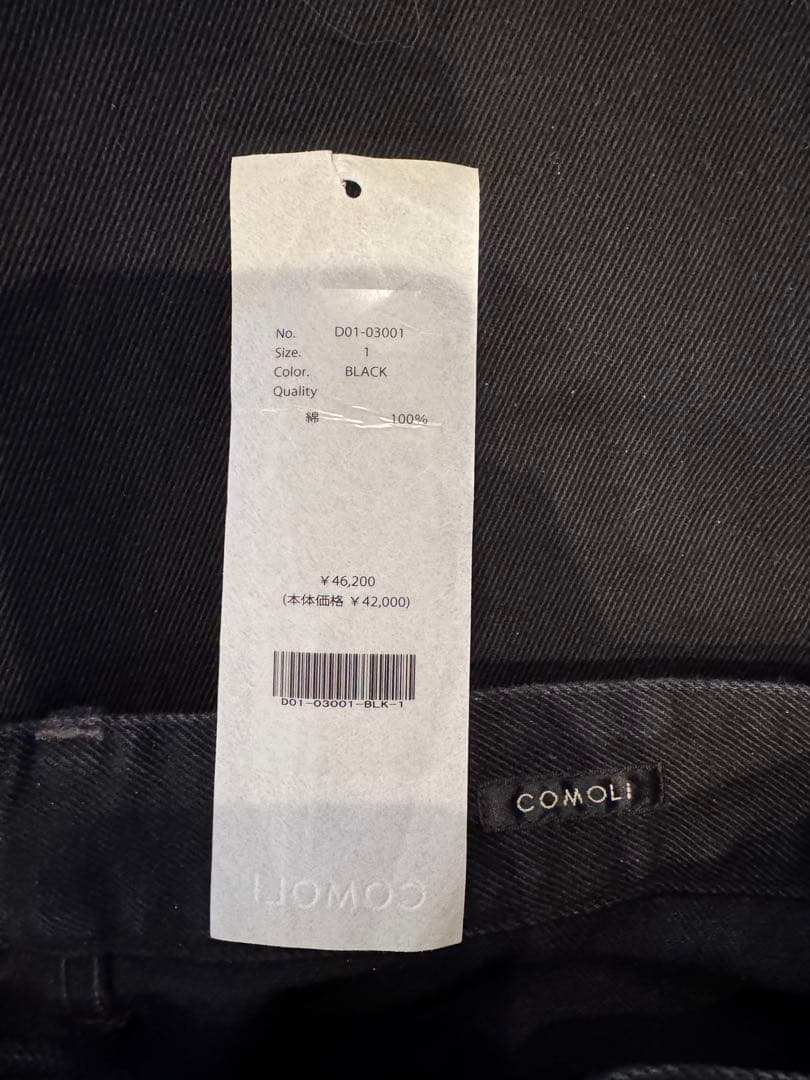 No. D01-03001
Size. 1
Color. BLACK
Quality
綿 100%
¥46,200
(本体価格 ¥42,000)
D01-03001-BLK-1
COMOLI
COMOLI